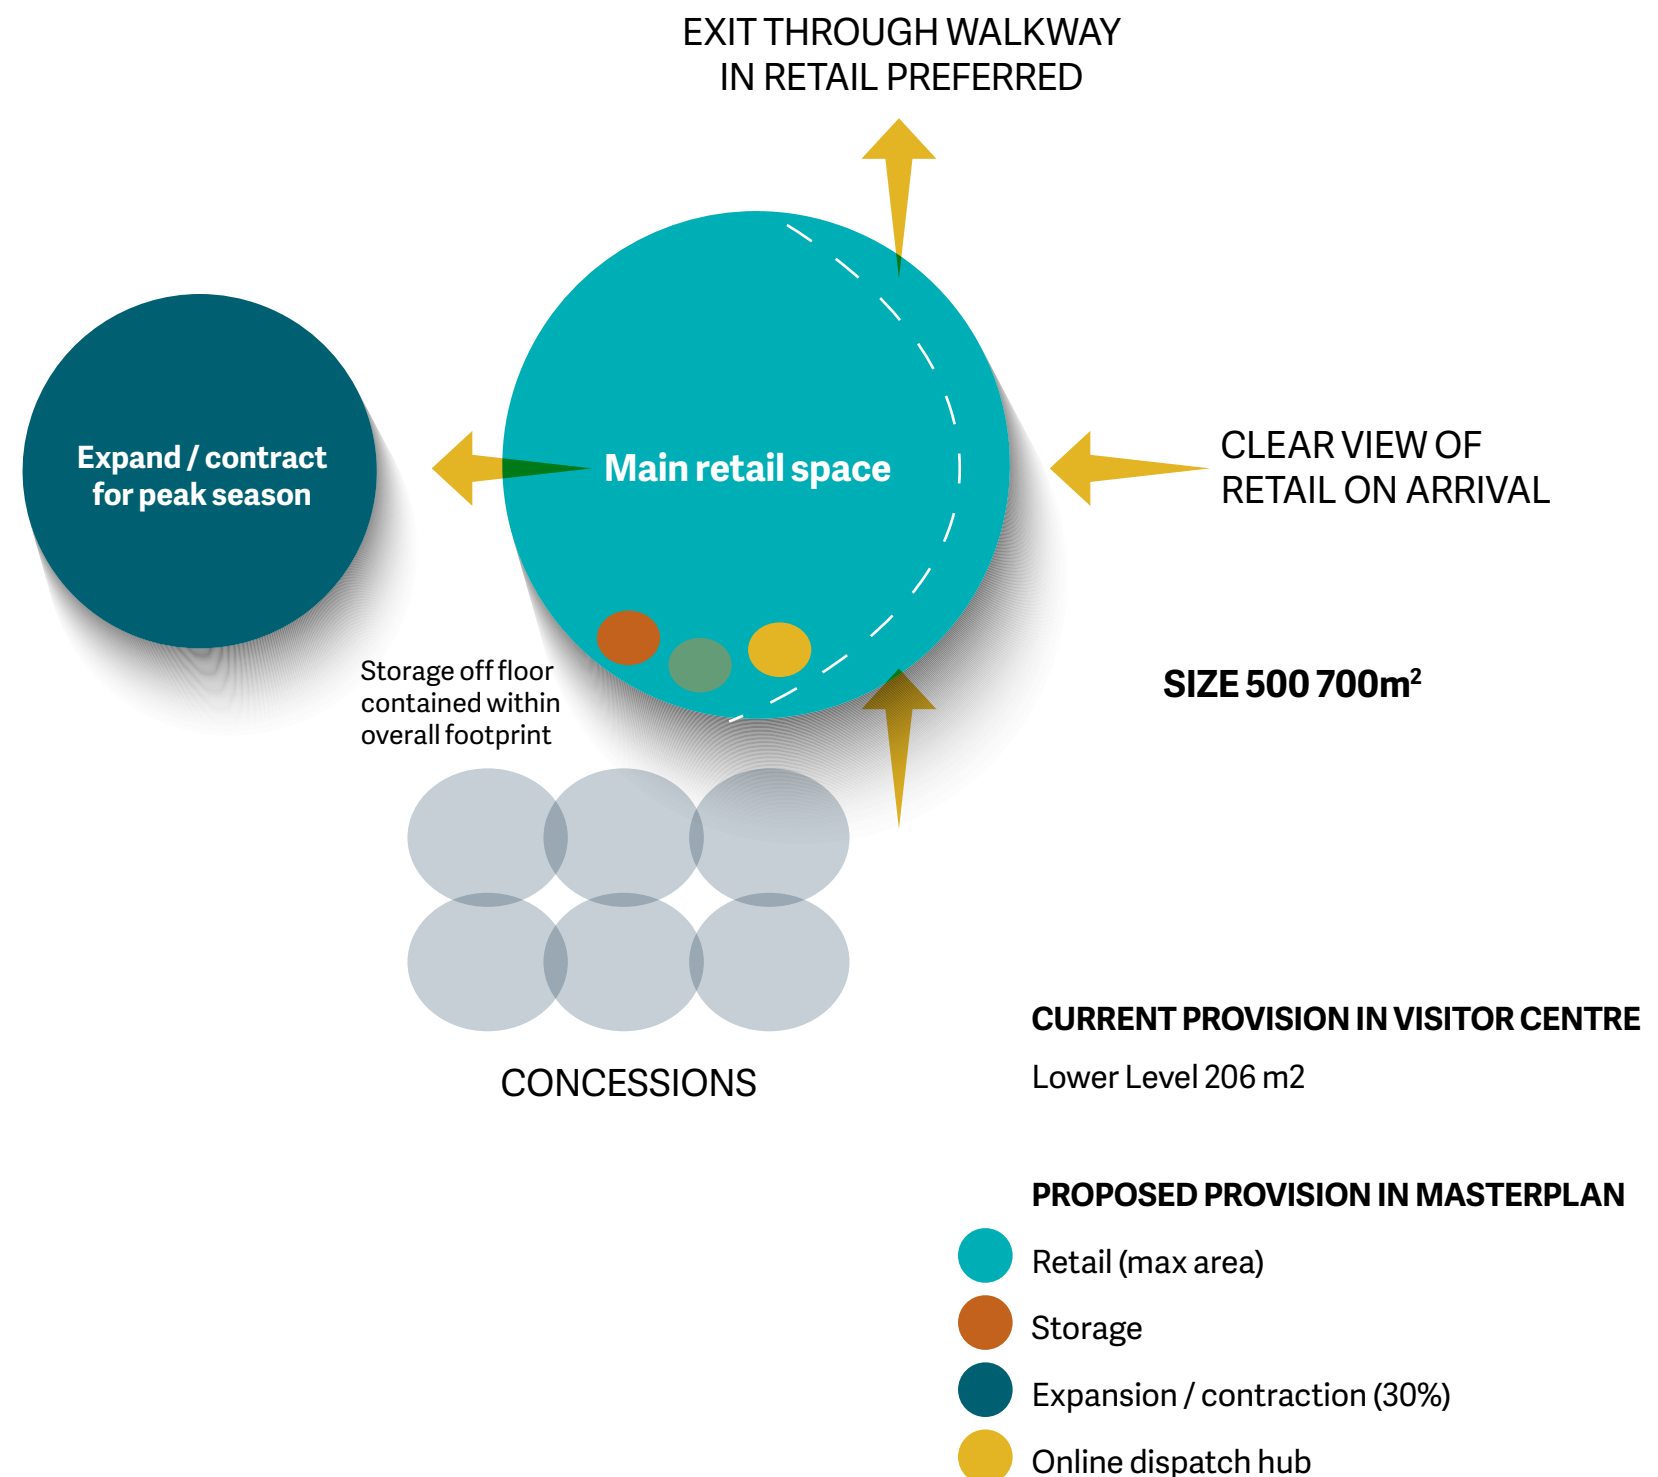 EXIT THROUGH WALKWAY
IN RETAIL PREFERRED
Expand / contract
for peak season
Main retail space
CLEAR VIEW OF
RETAIL ON ARRIVAL
Storage off floor
contained within
overall footprint
SIZE 500 700m²
CONCESSIONS
CURRENT PROVISION IN VISITOR CENTRE
Lower Level 206 m2
PROPOSED PROVISION IN MASTERPLAN
Retail (max area)
Storage
Expansion / contraction (30%)
Online dispatch hub